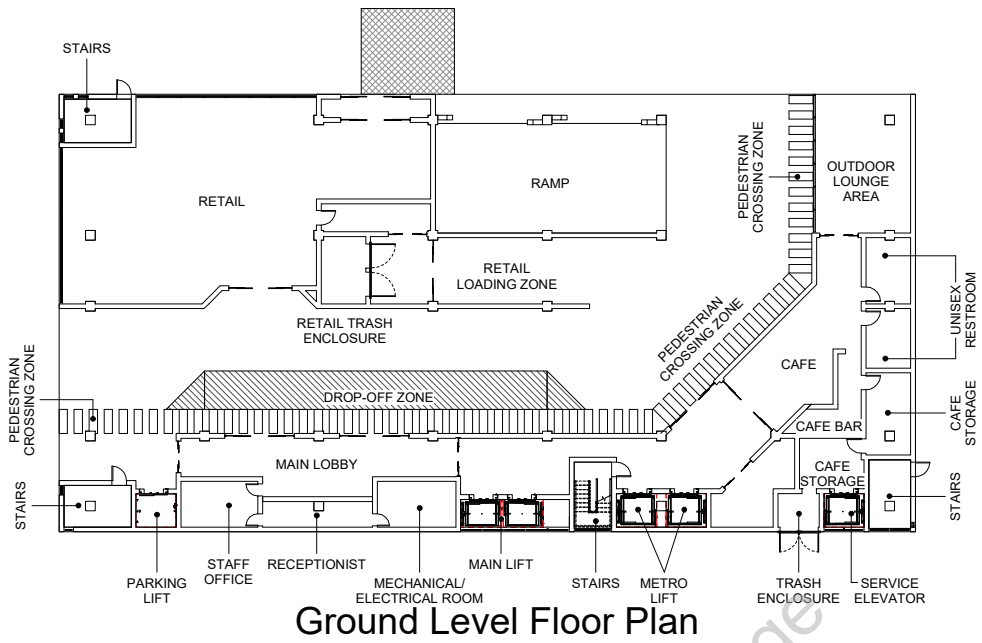 STAIRS
RETAIL
RAMP
PEDESTRIAN
CROSSING ZONE
OUTDOOR
LOUNGE
AREA
RETAIL
LOADING ZONE
UNISEX
RESTROOM
RETAIL TRASH
ENCLOSURE
PEDESTRIAN
CROSSING ZONE
CAFE
DROP-OFF ZONE
PEDESTRIAN
CROSSING ZONE
CAFE BAR
CAFE
STORAGE
MAIN LOBBY
CAFE
STORAGE
STAIRS
STAIRS
STAFF
OFFICE
RECEPTIONIST
MAIN LIFT
STAIRS
METRO
LIFT
TRASH
ENCLOSURE
SERVICE
ELEVATOR
PARKING
LIFT
MECHANICAL/
ELECTRICAL ROOM
Ground Level Floor Plan